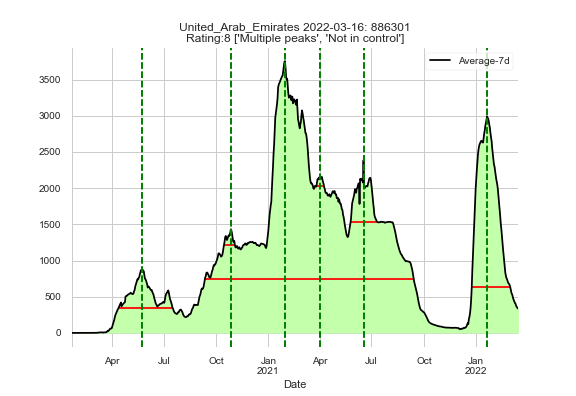 United_Arab_Emirates 2022-03-16: 886301
Rating:8 ['Multiple peaks', 'Not in control']
Average-7d
3500
3000
2500
2000
1500
1000
500
0
Apr Jul Oct Jan Apr Jul Oct Jan
2021 2022
Date